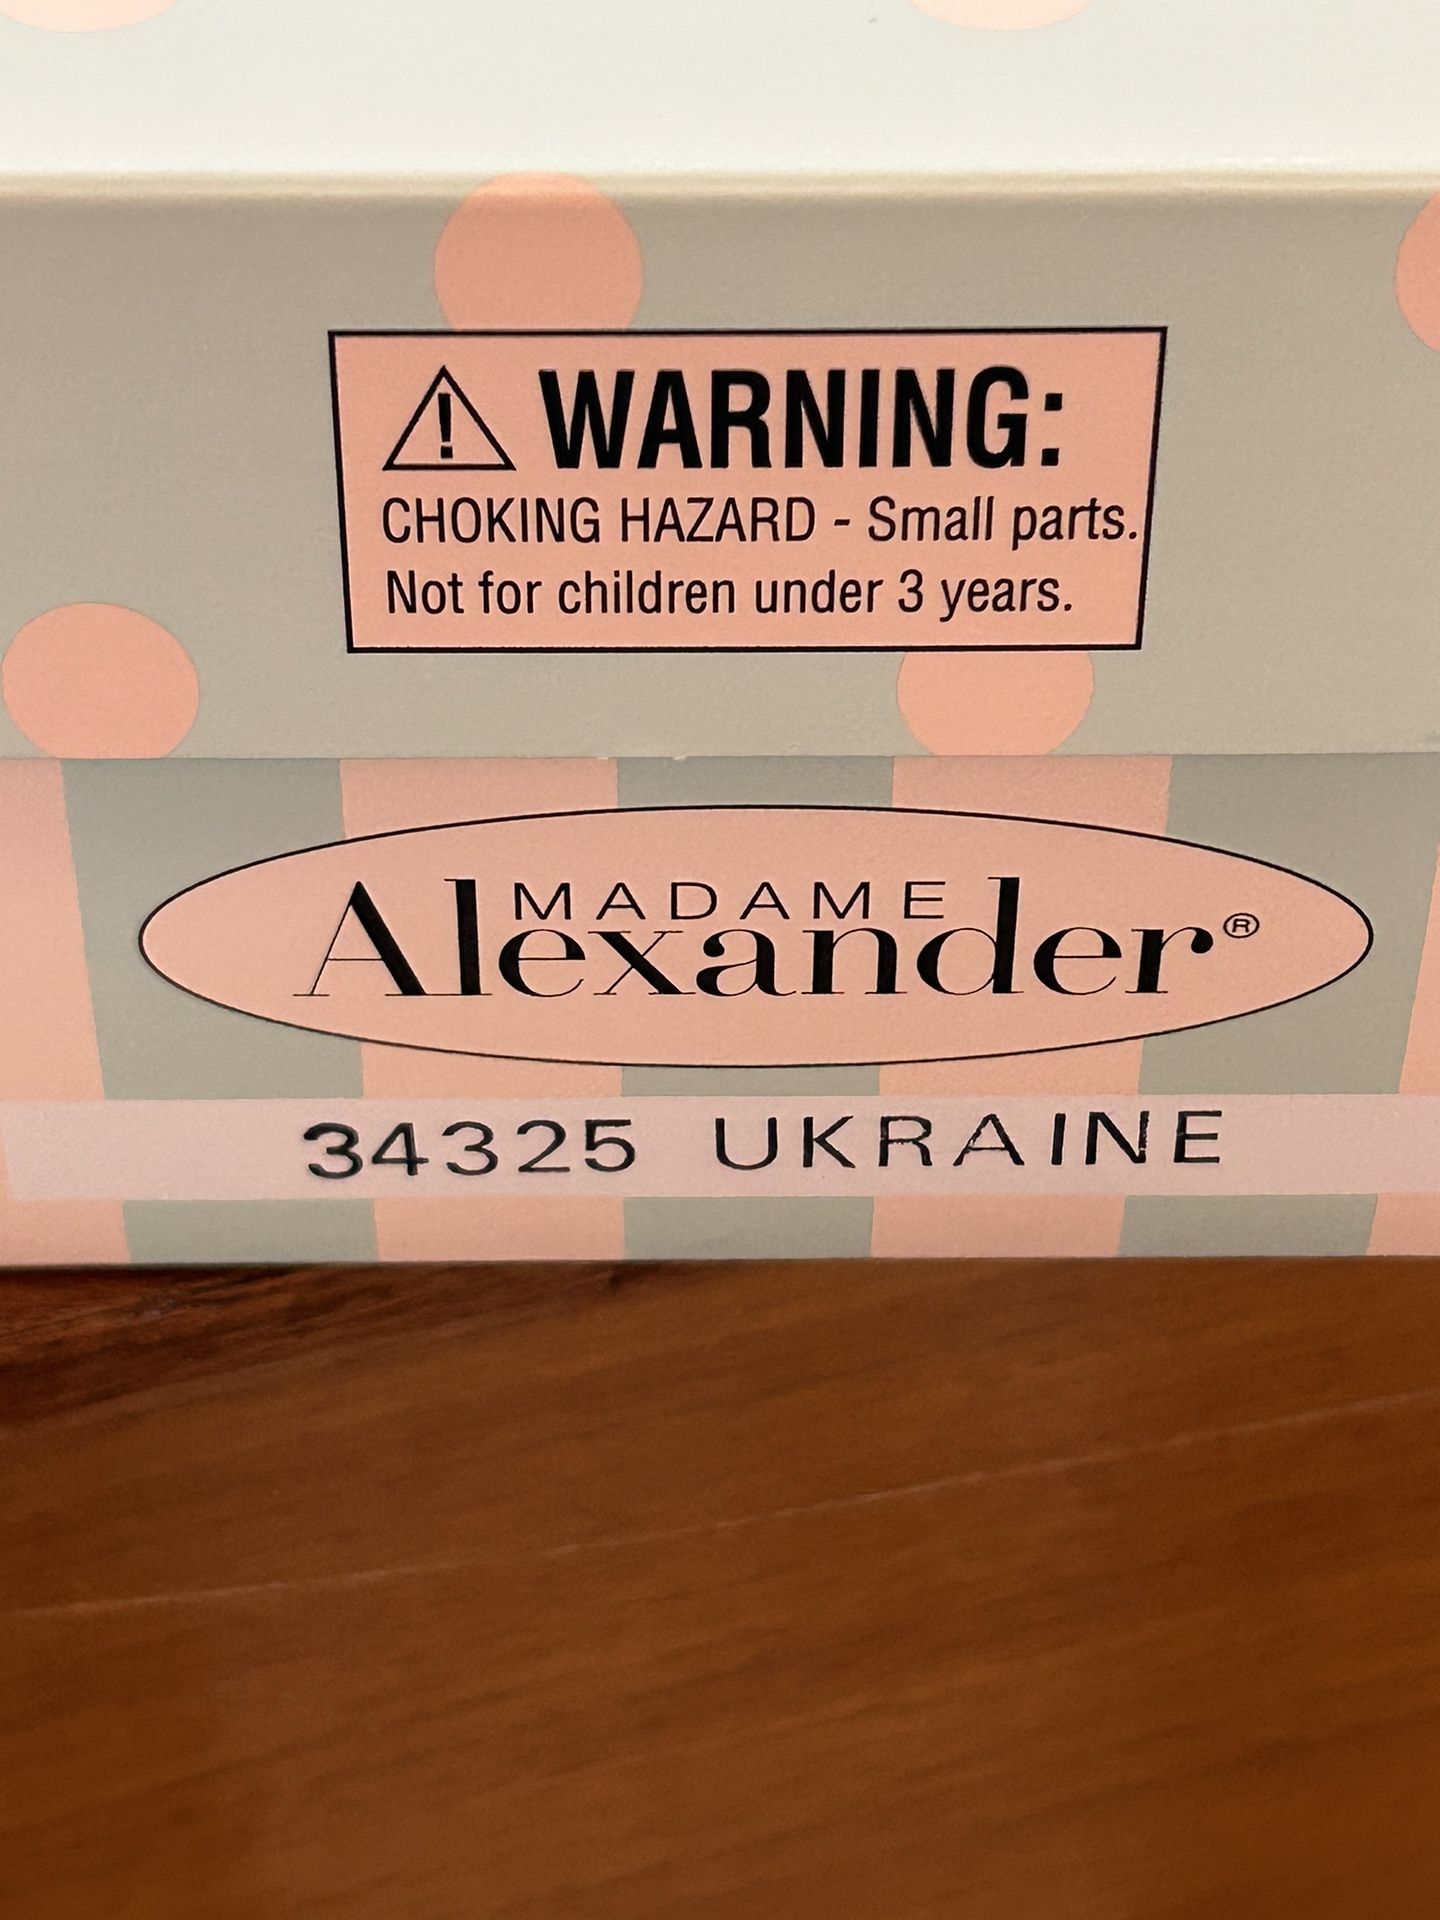 ⚠ WARNING:
CHOKING HAZARD - Small parts.
Not for children under 3 years.
MADAME
Alexander®
34325 UKRAINE